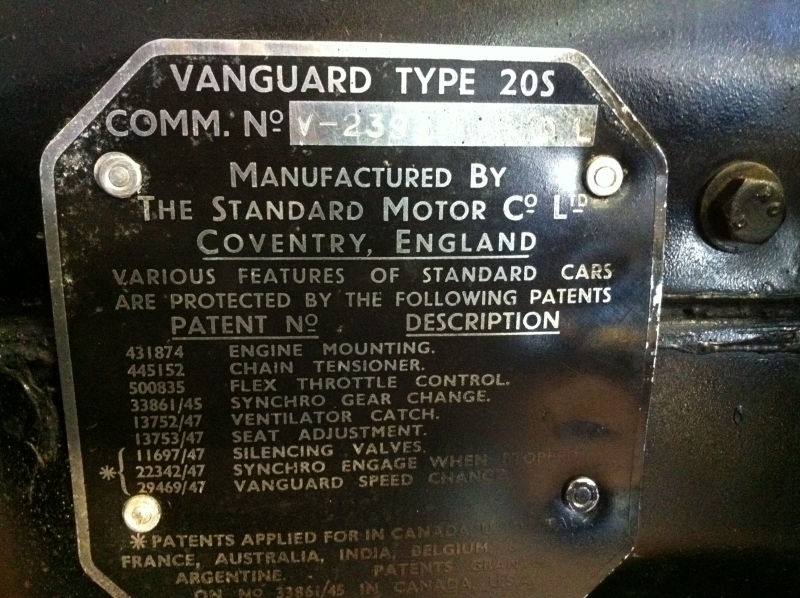 VANGUARD TYPE 20S
COMM. Nº
MANUFACTURED BY
THE STANDARD MOTOR Cº LTD
COVENTRY, ENGLAND
VARIOUS FEATURES OF STANDARD CARS
ARE PROTECTED BY THE FOLLOWING PATENTS
PATENT Nº DESCRIPTION
431874 ENGINE MOUNTING.
445152 CHAIN TENSIONER.
500835 FLEX THROTTLE CONTROL.
33861/45 SYNCHRO GEAR CHANGE.
13752/47 VENTILATOR CATCH.
13753/47 SEAT ADJUSTMENT.
11697/47 SILENCING VALVES.
* 22342/47 SYNCHRO ENGAGE WHEN STOPPED
29469/47 VANGUARD SPEED CHANGE
* PATENTS APPLIED FOR IN CANADA
FRANCE, AUSTRALIA, INDIA, BELGIUM
ARGENTINE. PATENTS
ON Nº 33861/45 IN CANADA, U.S.A.